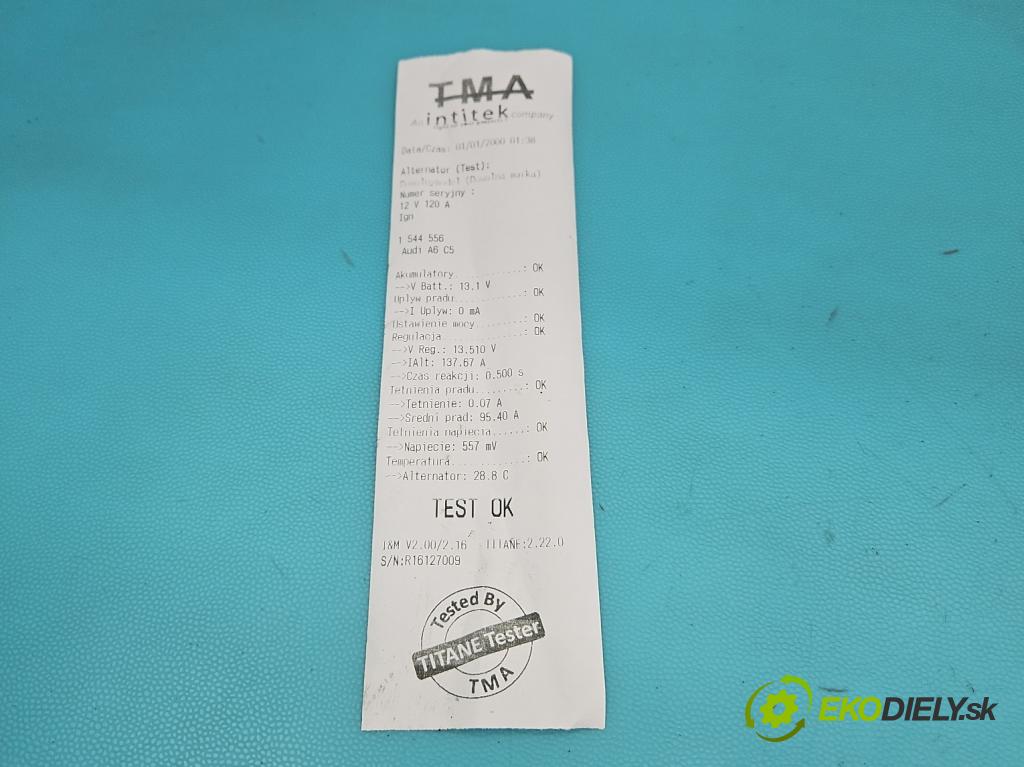 TMA
An intitek company
Data/Czas: 01/01/2000 01:38
Alternator (Test):
(Dowolna marka)
Numer seryjny :
12 V 120 A
Ign
1 544 556
Audi A6 C5
Akumulatory..........: OK
-->V Batt.: 13.1 V
Uplyw pradu..........: OK
-->I Uplyw: 0 mA
Ustawienie mocy......: OK
Regulacja............: OK
-->V Reg.: 13.510 V
-->IAlt: 137.67 A
-->Czas reakcji: 0.500 s
Tetnienia pradu.......: OK
-->Tetnienie: 0.07 A
-->Sredni prad: 95.40 A
Tetnienia napiecia.....: OK
-->Napiecie: 557 mV
Temperatura...........: OK
-->Alternator: 28.8 C
TEST OK
J&M V2.00/2.16 TITANE:2.22.0
S/N:R16127009
Tested By
TITANE Tester
TMA
EKODIELY.sk